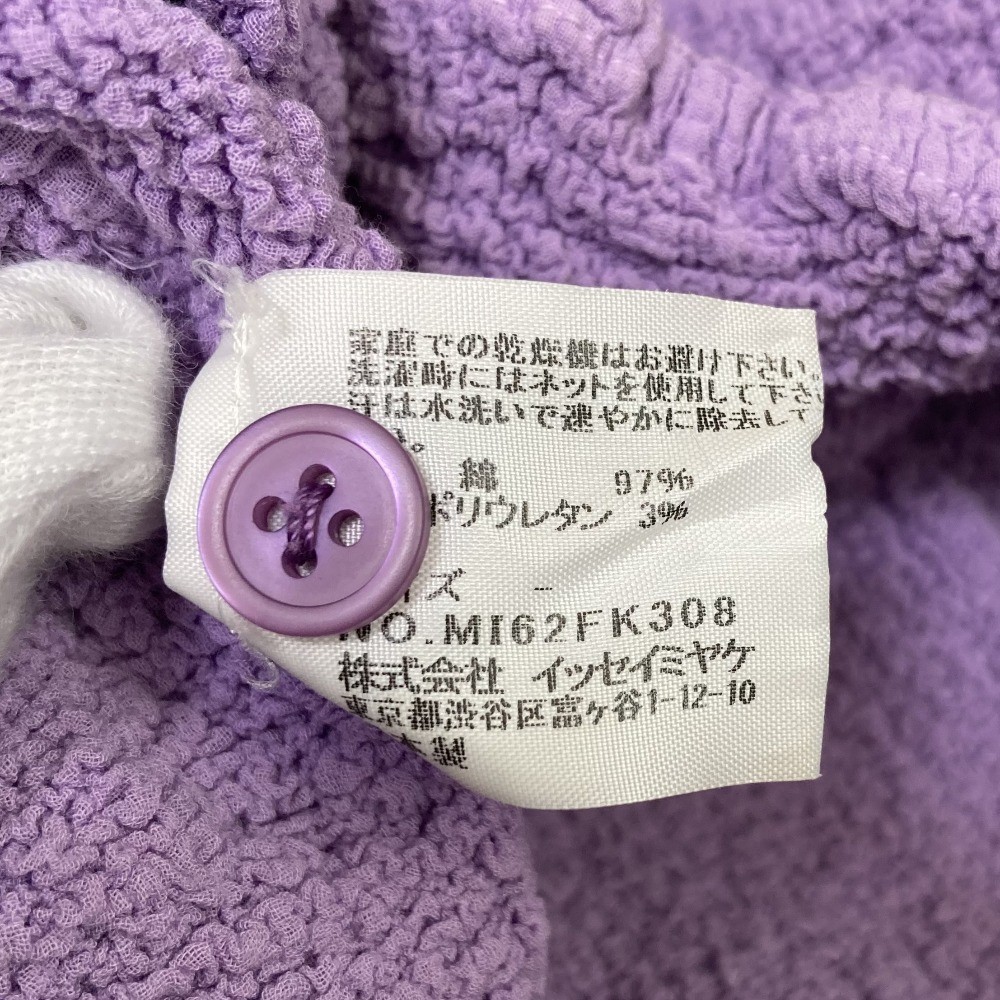 家庭での乾燥機はお避け下さい。
洗濯時にはネットを使用して下さ
汗は水洗いで速やかに除去して
。
綿 97%
ポリウレタン 3%
イズ -
NO.MI62FK308
株式会社 イッセイミヤケ
東京都渋谷区富ヶ谷1-12-10
本製